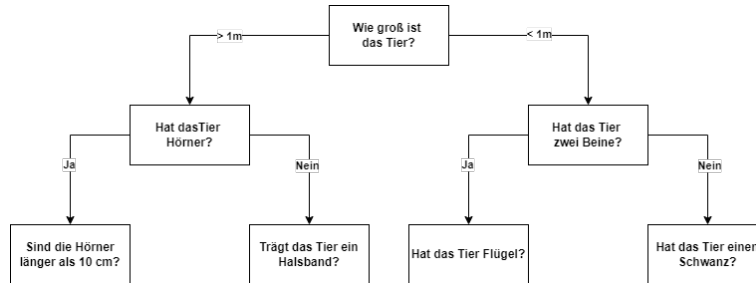 Wie groß ist
das Tier?
> 1m
< 1m
Hat dasTier
Hörner?
Hat das Tier
zwei Beine?
Ja
Nein
Ja
Nein
Sind die Hörner
länger als 10 cm?
Trägt das Tier ein
Halsband?
Hat das Tier Flügel?
Hat das Tier einen
Schwanz?